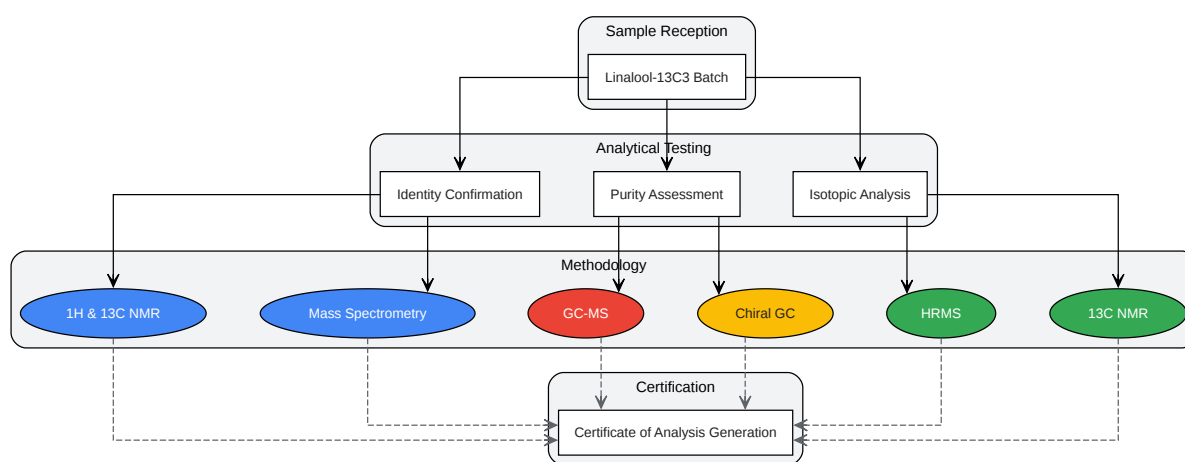 Sample Reception
Linalool-13C3 Batch
Analytical Testing
Identity Confirmation
Purity Assessment
Isotopic Analysis
Methodology
1H & 13C NMR
Mass Spectrometry
GC-MS
Chiral GC
HRMS
13C NMR
Certification
Certificate of Analysis Generation